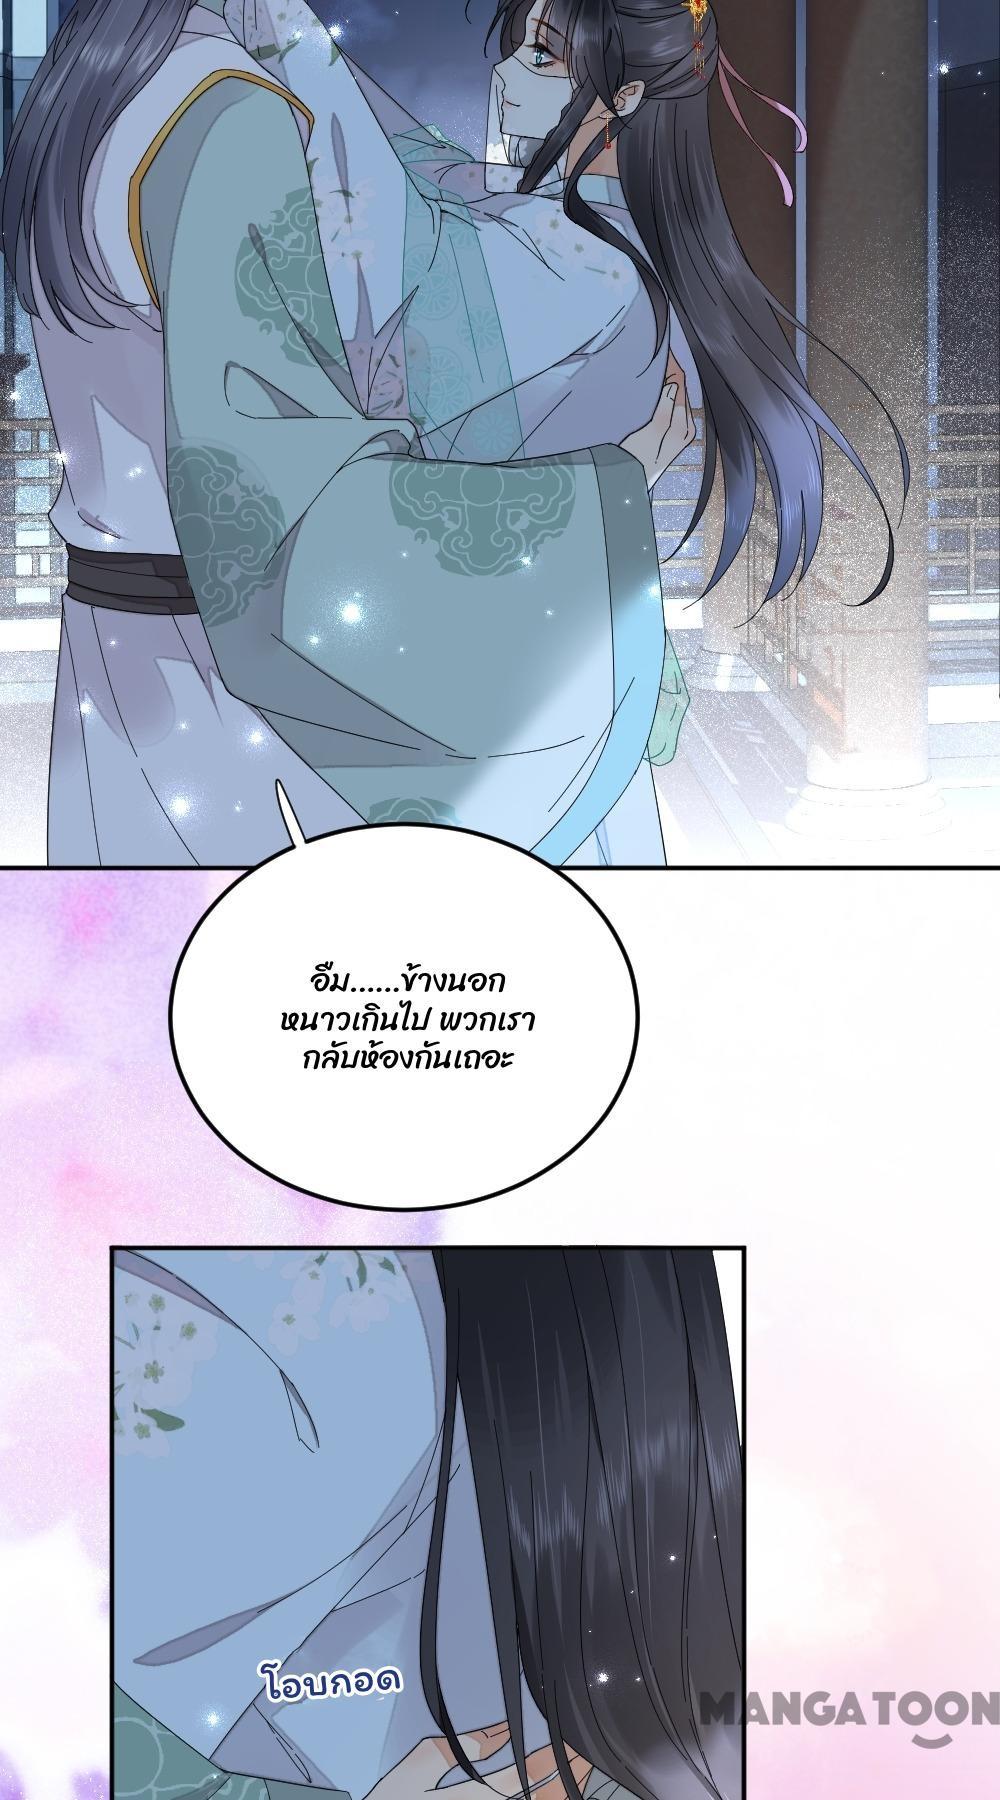 อืม......ข้างนอก
หนาวเกินไป พวกเรา
กลับห้องกันเถอะ
โอบกอด
MANGATOON